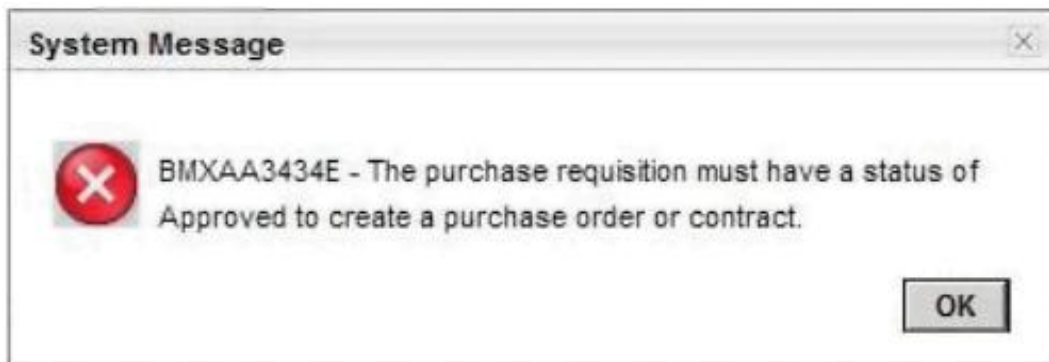 System Message
BMXAA3434E - The purchase requisition must have a status of
Approved to create a purchase order or contract.
OK